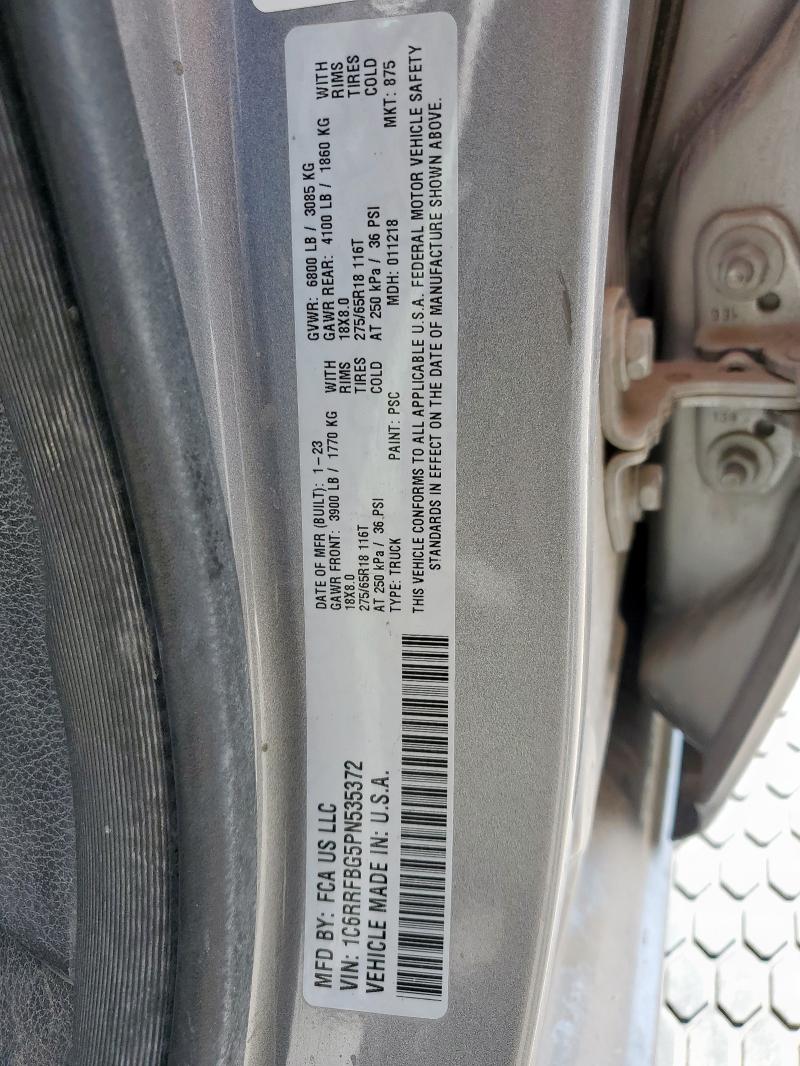 MFD BY: FCA US LLC
VIN: 1C6RRFBG5PN535372
VEHICLE MADE IN: U.S.A.
DATE OF MFR (BUILT): 1-23
GAWR FRONT: 3900 LB / 1770 KG WITH
18X8.0 RIMS
275/65R18 116T TIRES
AT 250 kPa / 36 PSI COLD
TYPE: TRUCK PAINT: PSC
GVWR: 6800 LB / 3085 KG
GAWR REAR: 4100 LB / 1860 KG WITH
18X8.0 RIMS
275/65R18 116T TIRES
AT 250 kPa / 36 PSI COLD
MDH: 011218 MKT: 875
THIS VEHICLE CONFORMS TO ALL APPLICABLE U.S.A. FEDERAL MOTOR VEHICLE SAFETY
STANDARDS IN EFFECT ON THE DATE OF MANUFACTURE SHOWN ABOVE.